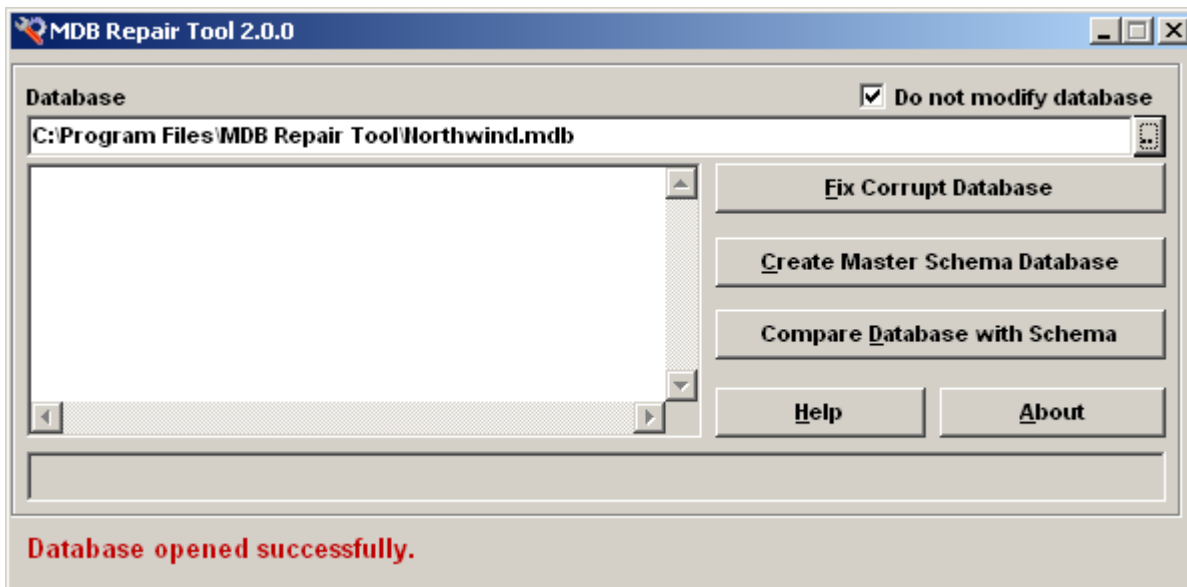 MDB Repair Tool 2.0.0
Database
Do not modify database
C:\Program Files\MDB Repair Tool\Northwind.mdb
..
Fix Corrupt Database
Create Master Schema Database
Compare Database with Schema
Help
About
Database opened successfully.